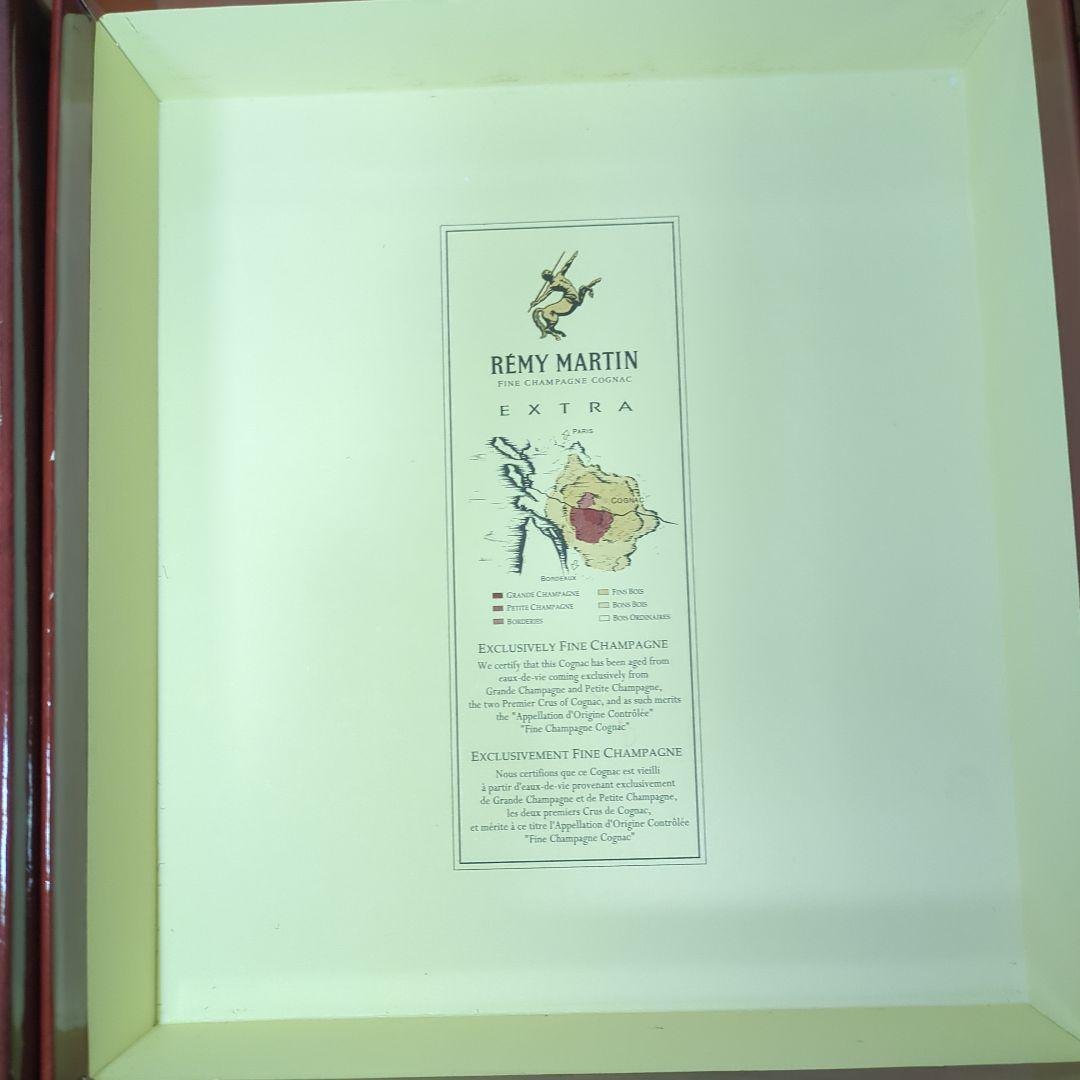 RÉMY MARTIN
FINE CHAMPAGNE COGNAC
EXTRA
PARIS
COGNAC
BORDEAUX
GRANDE CHAMPAGNE
PETITE CHAMPAGNE
BORDERIES
FINS BOIS
BONS BOIS
BOIS ORDINAIRES
EXCLUSIVELY FINE CHAMPAGNE
We certify that this Cognac has been aged from
eaux-de-vie coming exclusively from
Grande Champagne and Petite Champagne,
the two Premier Crus of Cognac, and as such merits
the "Appellation d'Origine Contrôlée"
"Fine Champagne Cognac"
EXCLUSIVEMENT FINE CHAMPAGNE
Nous certifions que ce Cognac est vieilli
à partir d'eaux-de-vie provenant exclusivement
de Grande Champagne et de Petite Champagne,
les deux premiers Crus de Cognac,
et mérite à ce titre l'Appellation d'Origine Contrôlée
"Fine Champagne Cognac"